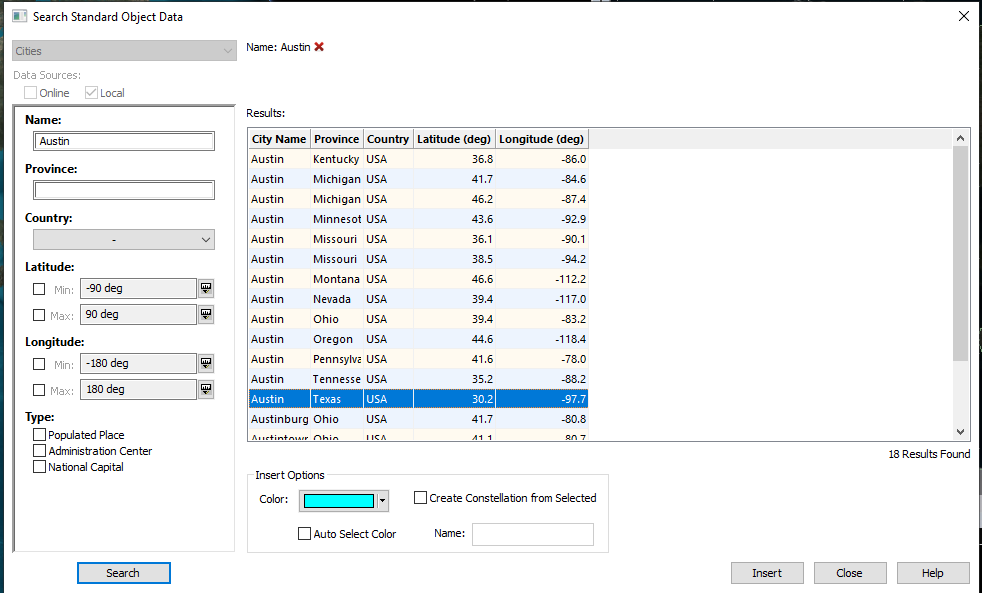 Search Standard Object Data
Cities
Name: Austin
Data Sources:
Online Local
Results:
Name:
Austin
Province:
Country:
-
Latitude:
Min: -90 deg
Max: 90 deg
Longitude:
Min: -180 deg
Max: 180 deg
Type:
Populated Place
Administration Center
National Capital
Search
City Name Province Country Latitude (deg) Longitude (deg)
Austin Kentucky USA 36.8 -86.0
Austin Michigan USA 41.7 -84.6
Austin Michigan USA 46.2 -87.4
Austin Minnesot USA 43.6 -92.9
Austin Missouri USA 36.1 -90.1
Austin Missouri USA 38.5 -94.2
Austin Montana USA 46.6 -112.2
Austin Nevada USA 39.4 -117.0
Austin Ohio USA 39.4 -83.2
Austin Oregon USA 44.6 -118.4
Austin Pennsylva USA 41.6 -78.0
Austin Tennesse USA 35.2 -88.2
Austin Texas USA 30.2 -97.7
Austinburg Ohio USA 41.7 -80.8
Austintown Ohio USA 41.1 -80.7
18 Results Found
Insert Options
Color:
Create Constellation from Selected
Auto Select Color
Name:
Insert Close Help